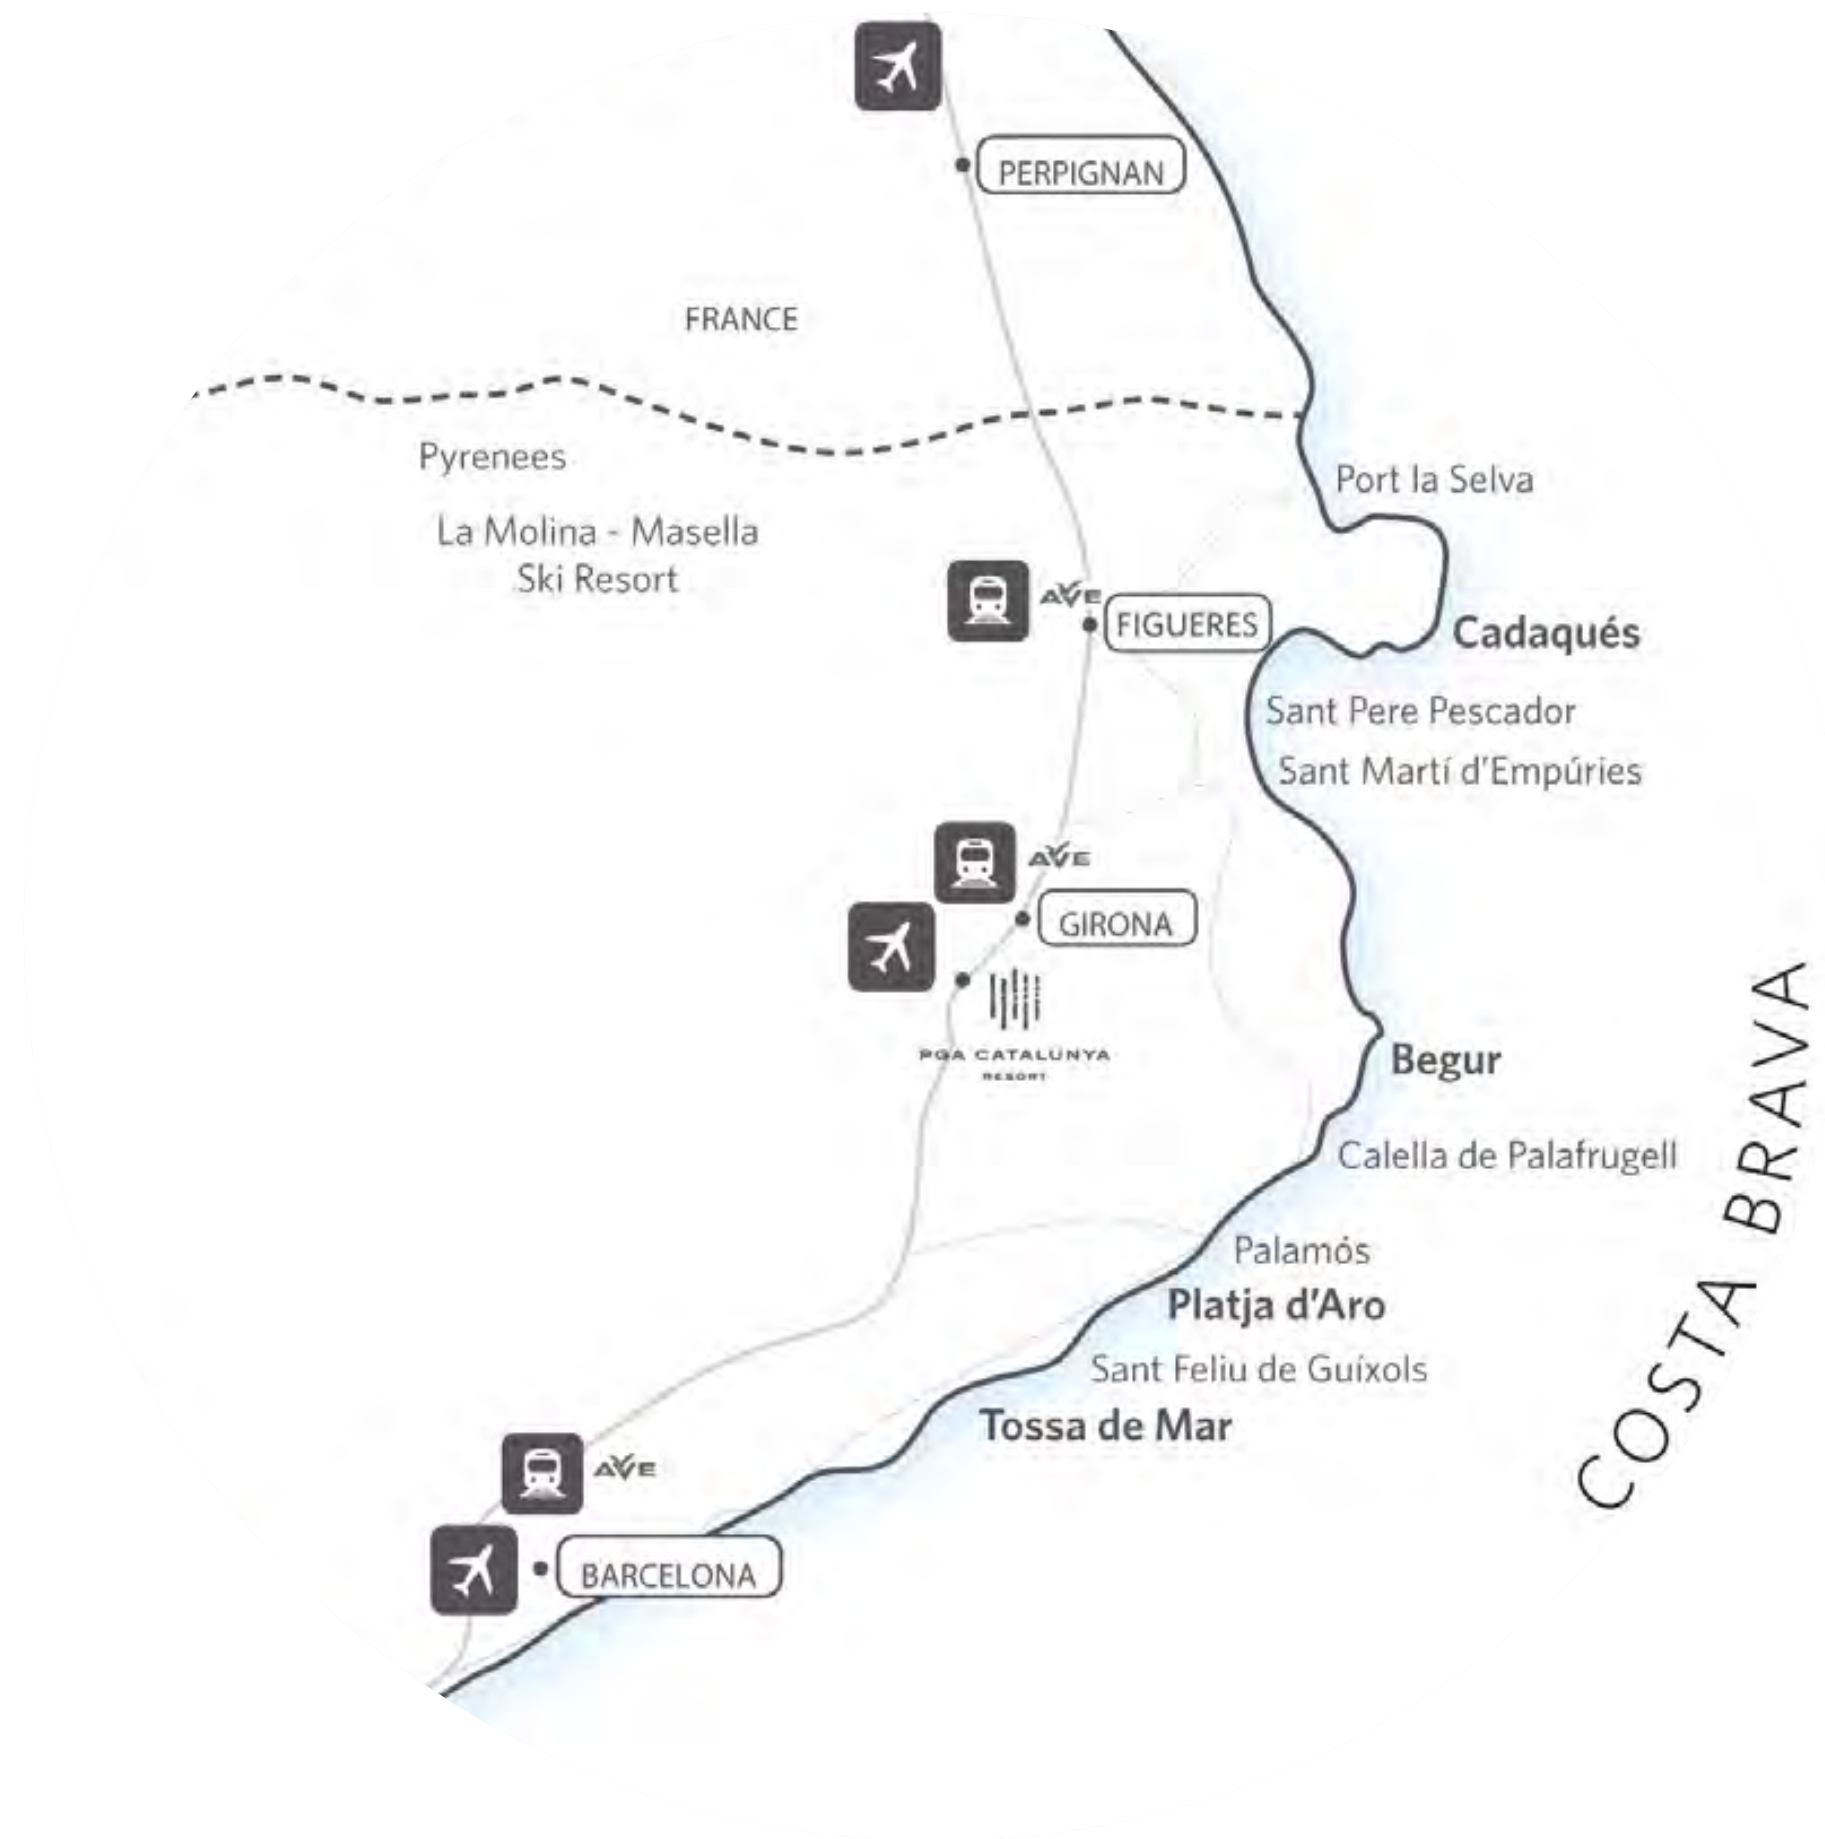 PERPIGNAN
FRANCE
Pyrenees
La Molina - Masella
Ski Resort
Port la Selva
AVE
FIGUERES
Cadaqués
Sant Pere Pescador
Sant Martí d'Empúries
AVE
GIRONA
PGA CATALUNYA
RESORT
Begur
Calella de Palafrugell
COSTA BRAVA
Palamós
Platja d'Aro
Sant Feliu de Guíxols
Tossa de Mar
AVE
BARCELONA